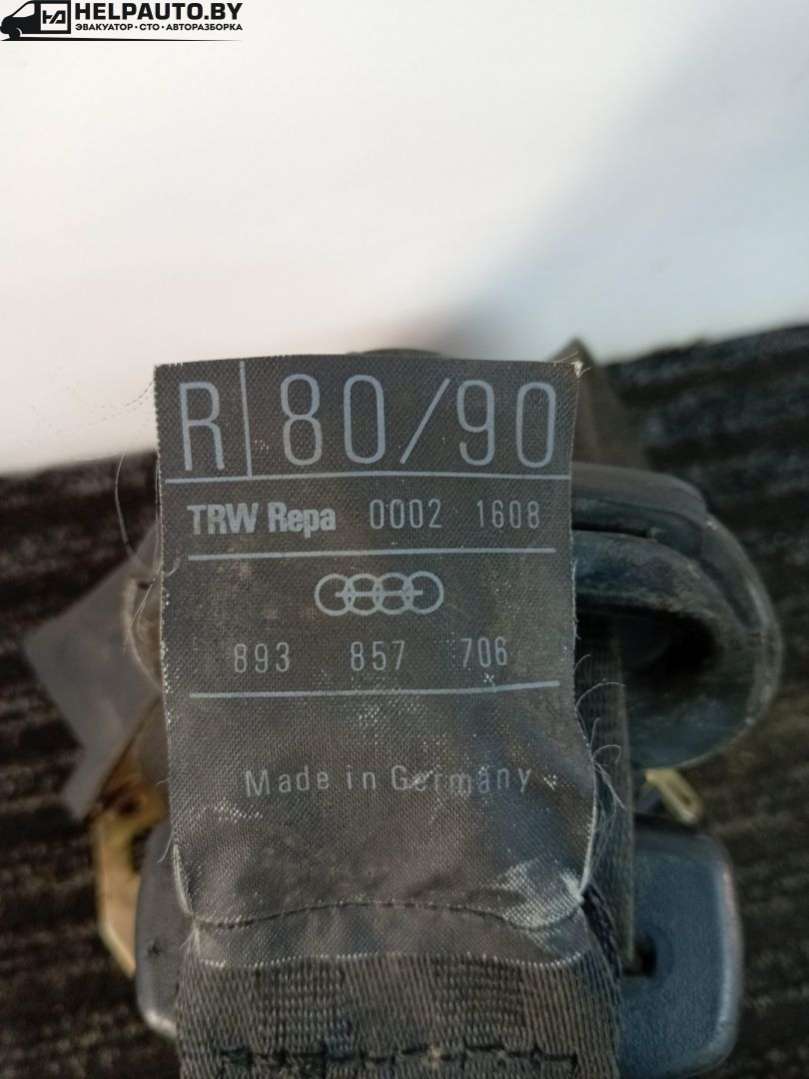 HELPAUTO.BY
ЭВАКУАТОР • СТО • АВТОРАЗБОРКА
R 80/90
TRW Repa 0002 1608
893 857 706
Made in Germany